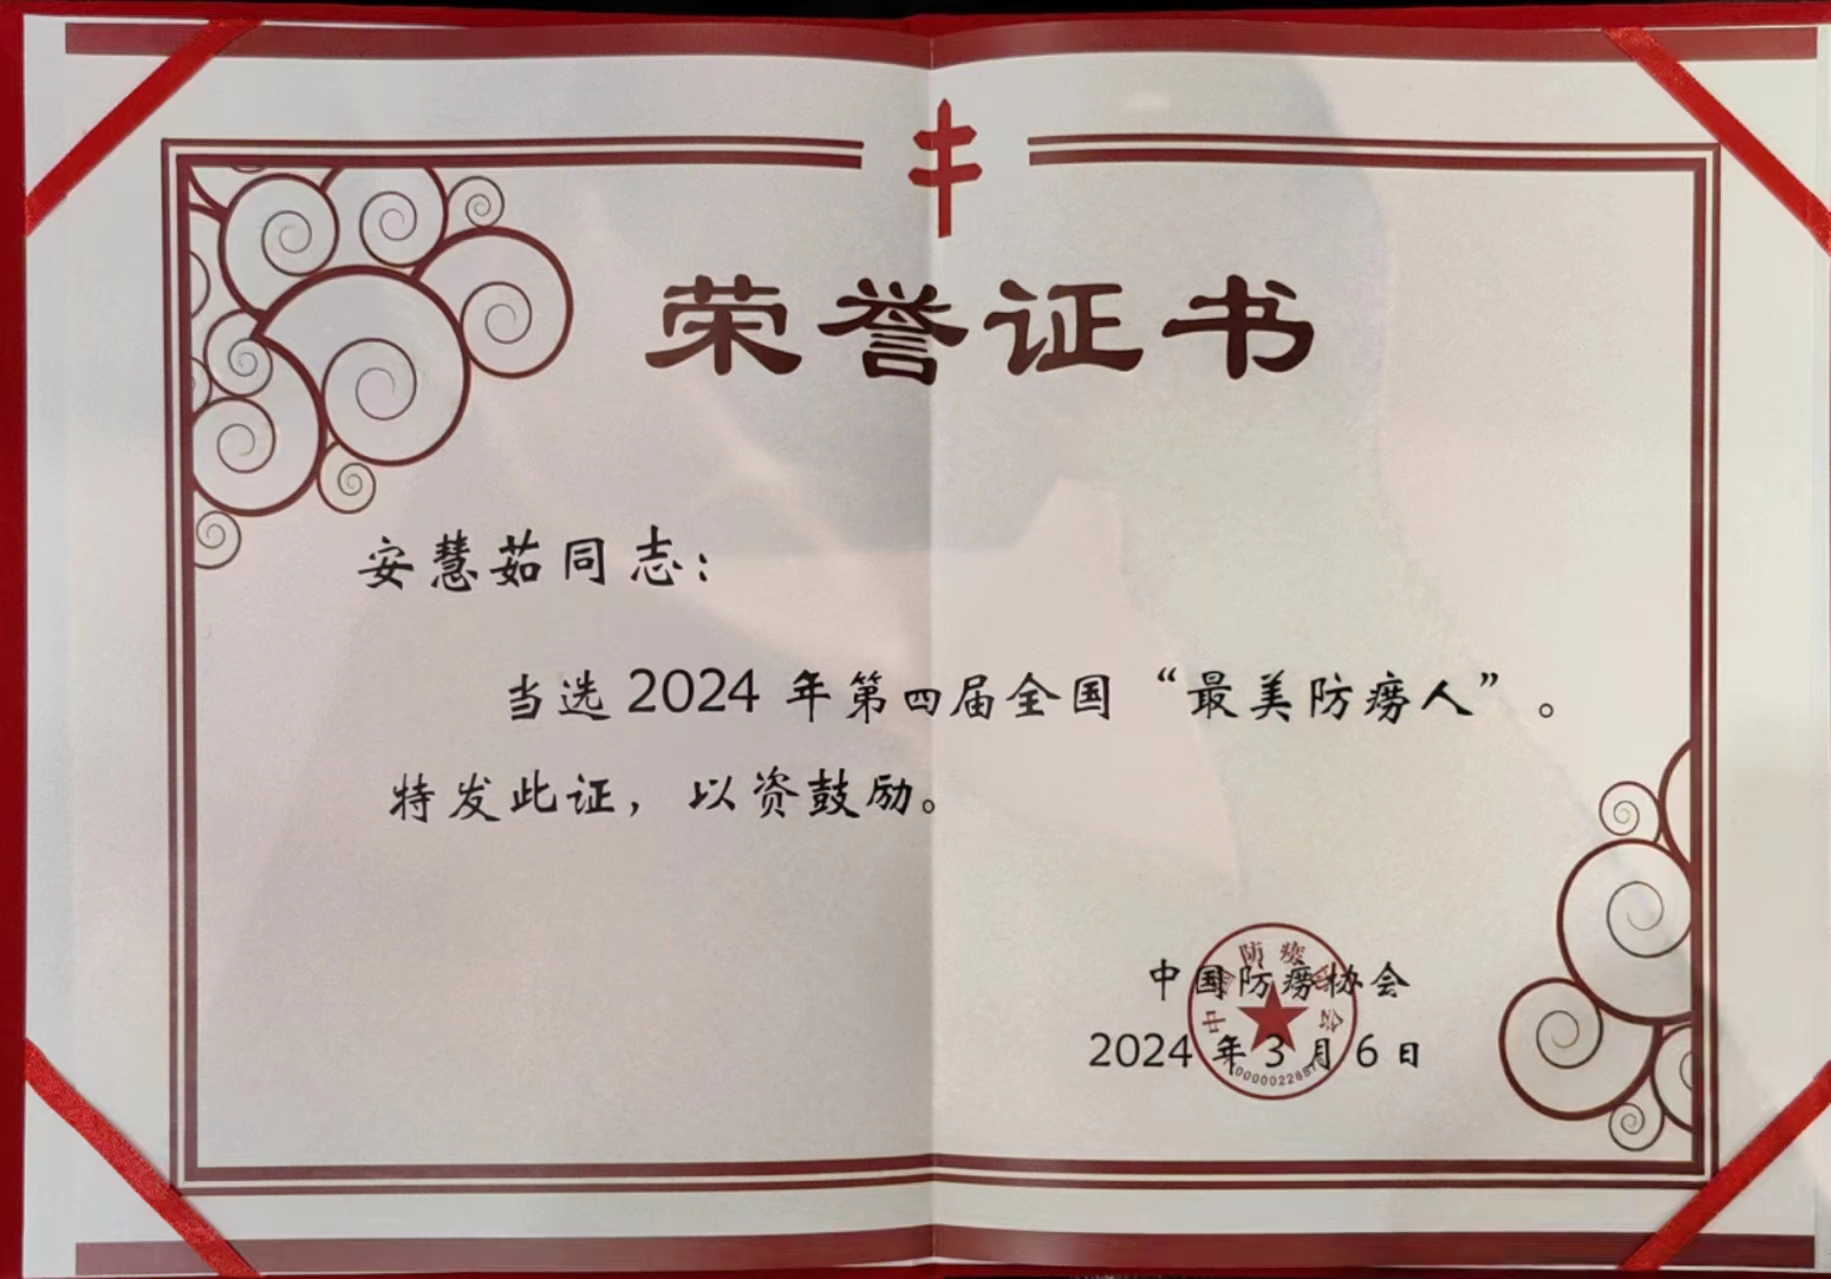 荣誉证书
安慧茹同志：
当选2024年第四届全国“最美防痨人”。
特发此证，以资鼓励。
中国防痨协会
2024年3月6日